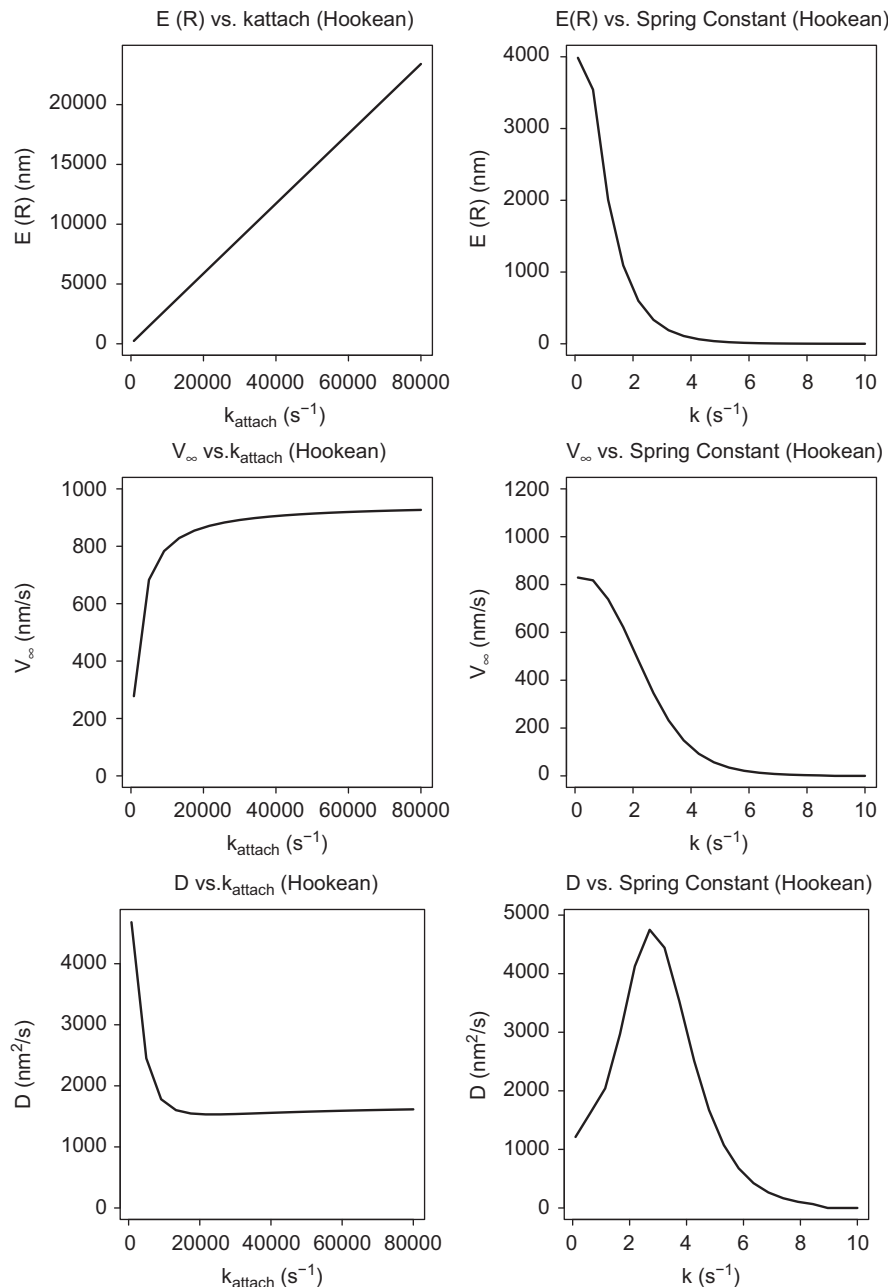 E (R) vs. kattach (Hookean)
E (R) (nm)
20000
15000
10000
5000
0
0 20000 40000 60000 80000
kattach (s−1)
E(R) vs. Spring Constant (Hookean)
E (R) (nm)
4000
3000
2000
1000
0
0 2 4 6 8 10
k (s−1)
V∞ vs.kattach (Hookean)
V∞ (nm/s)
1000
800
600
400
200
0
0 20000 40000 60000 80000
kattach (s−1)
V∞ vs. Spring Constant (Hookean)
V∞ (nm/s)
1200
1000
800
600
400
200
0
0 2 4 6 8 10
k (s−1)
D vs.kattach (Hookean)
D (nm2/s)
4000
3000
2000
1000
0
0 20000 40000 60000 80000
kattach (s−1)
D vs. Spring Constant (Hookean)
D (nm2/s)
5000
4000
3000
2000
1000
0
0 2 4 6 8 10
k (s−1)